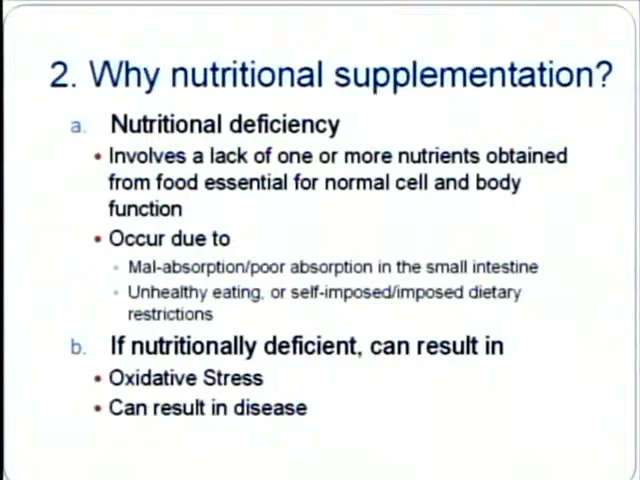 2. Why nutritional supplementation?
a. Nutritional deficiency
• Involves a lack of one or more nutrients obtained
from food essential for normal cell and body
function
• Occur due to
◦ Mal-absorption/poor absorption in the small intestine
◦ Unhealthy eating, or self-imposed/imposed dietary
restrictions
b. If nutritionally deficient, can result in
• Oxidative Stress
• Can result in disease